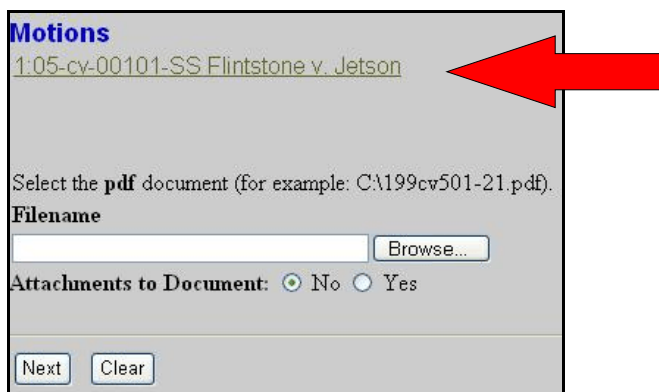 Motions
1:05-cv-00101-SS Flintstone v. Jetson
Select the pdf document (for example: C:\199cv501-21.pdf).
Filename
Browse...
Attachments to Document: No Yes
Next Clear